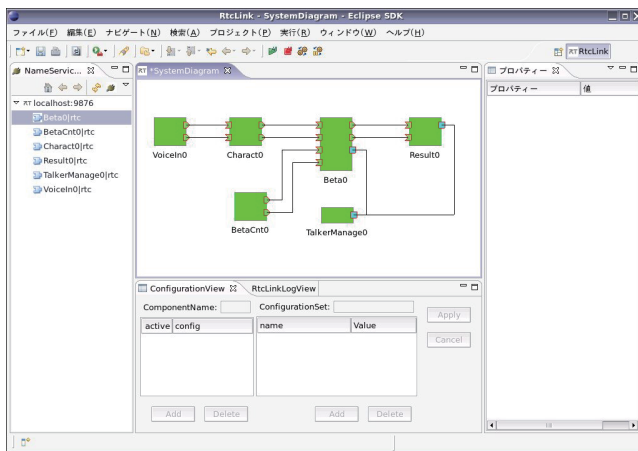 RtcLink - SystemDiagram - Eclipse SDK
ファイル(F) 編集(E) ナビゲート(N) 検索(A) プロジェクト(P) 実行(R) ウィンドウ(W) ヘルプ(H)
RT RtcLink
NameServic...
RT *SystemDiagram
プロパティー
プロパティー 値
RT localhost:9876
Beta0|rtc
BetaCnt0|rtc
Charact0|rtc
Result0|rtc
TalkerManage0|rtc
VoiceIn0|rtc
VoiceIn0 Charact0 Result0
Beta0
BetaCnt0 TalkerManage0
ConfigurationView RtcLinkLogView
ComponentName: ConfigurationSet:
Apply
active config name Value
Cancel
Add Delete Add Delete